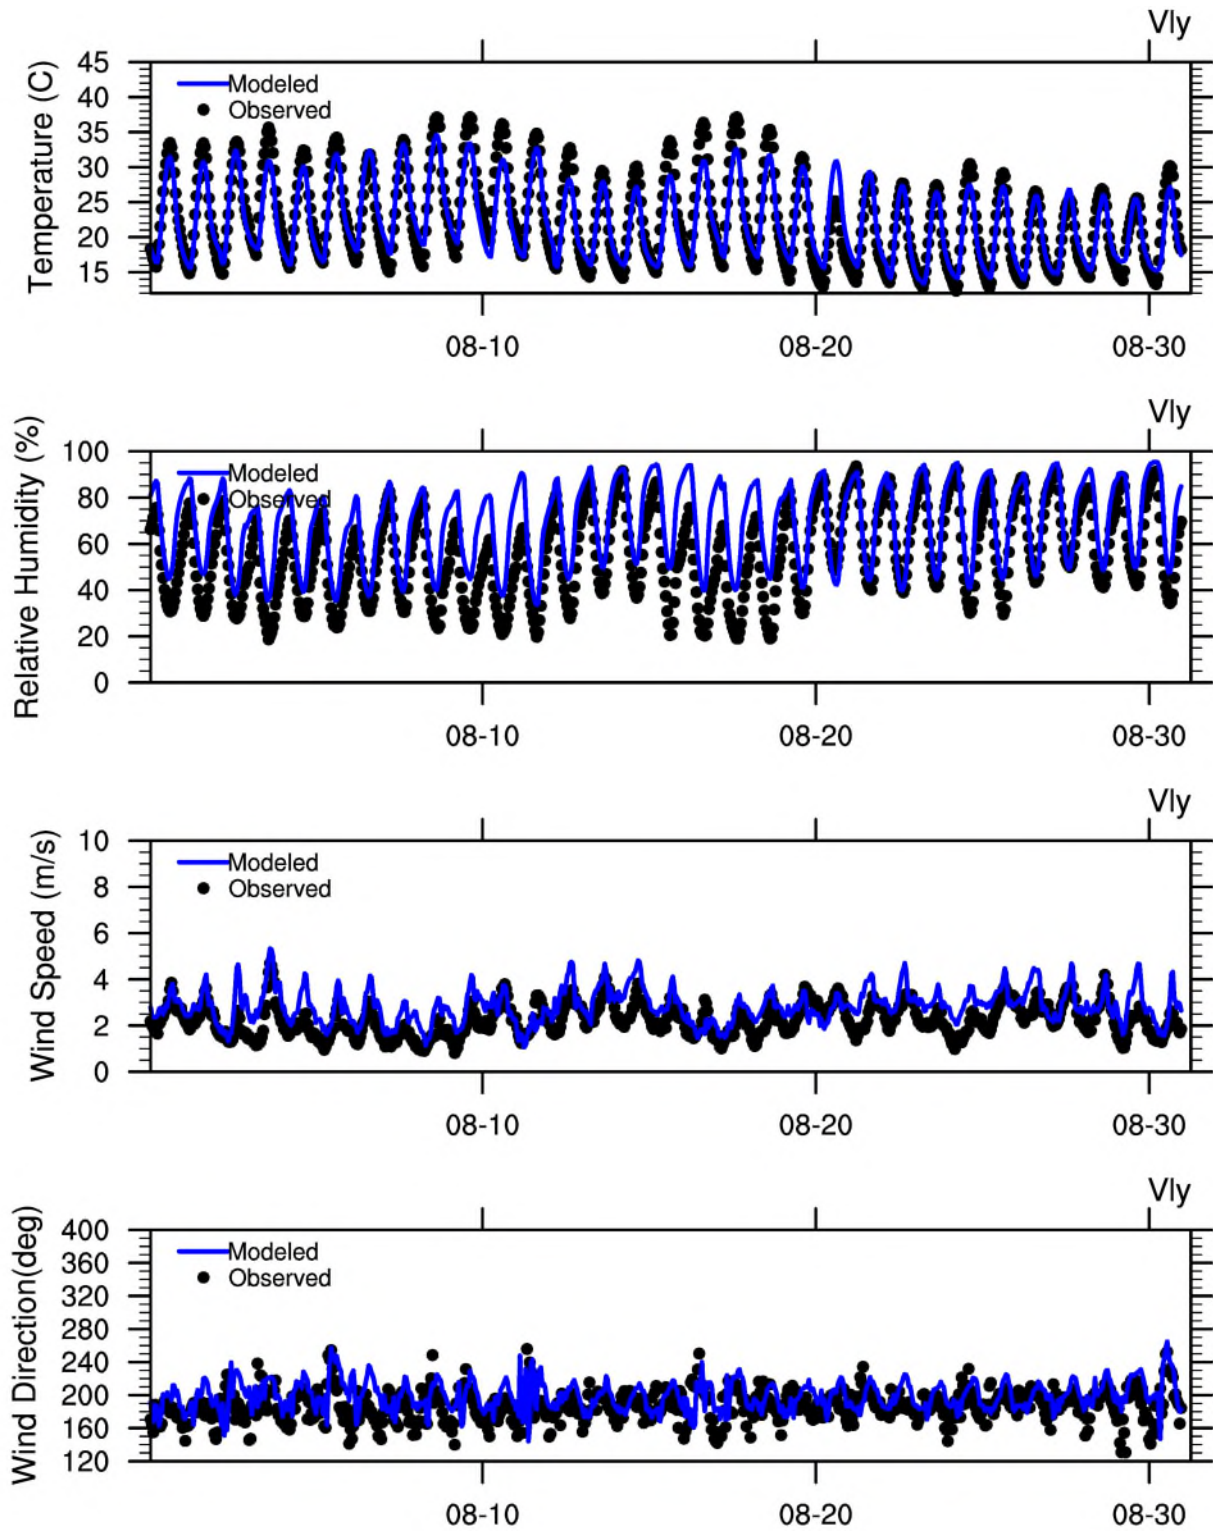 Vly
Temperature (C)
45
40
35
30
25
20
15
Modeled
Observed
08-10
08-20
08-30
Vly
Relative Humidity (%)
100
80
60
40
20
0
Modeled
Observed
08-10
08-20
08-30
Vly
Wind Speed (m/s)
10
8
6
4
2
0
Modeled
Observed
08-10
08-20
08-30
Vly
Wind Direction(deg)
400
360
320
280
240
200
160
120
Modeled
Observed
08-10
08-20
08-30